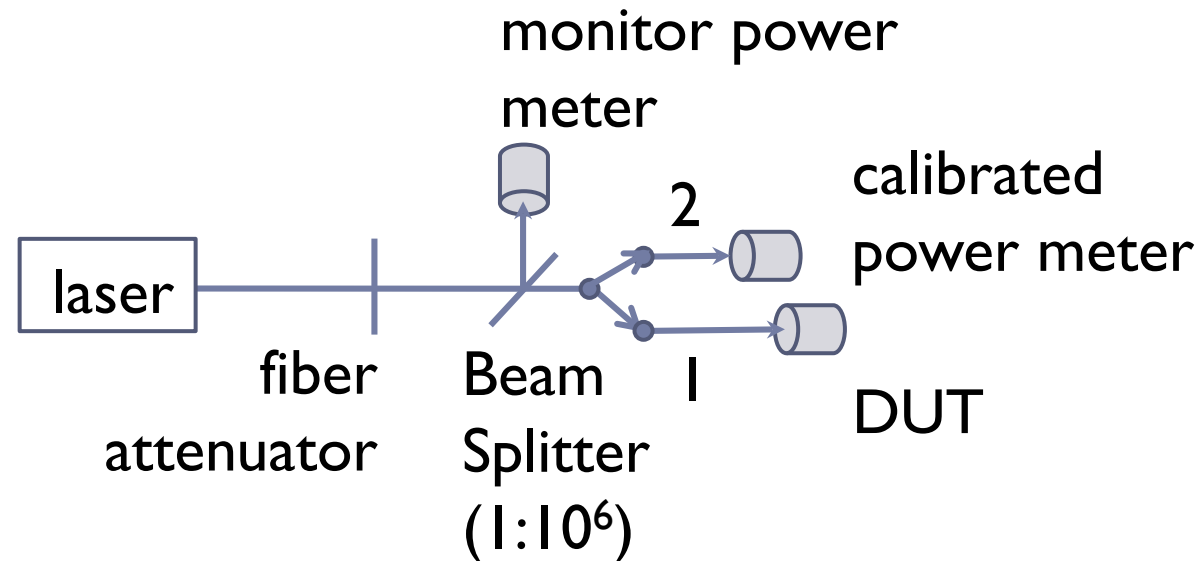 monitor power
meter
2
calibrated
power meter
laser
fiber
attenuator
Beam
Splitter
(1:10⁶)
1
DUT